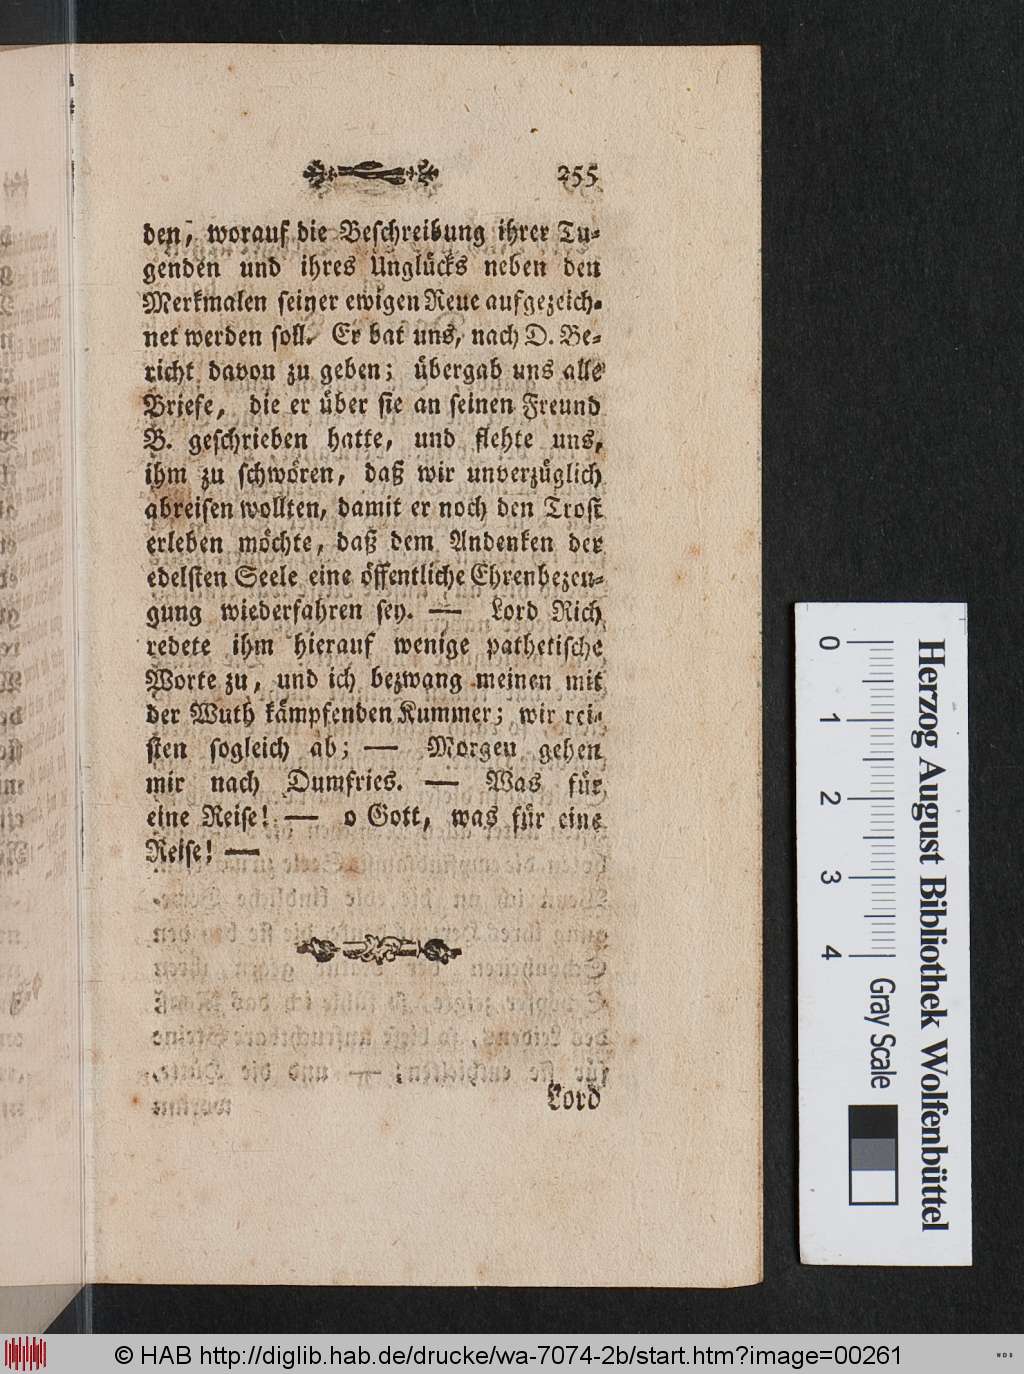 255
den, worauf die Beschreibung ihrer Tu-
genden und ihres Unglücks neben den
Merkmalen seiner ewigen Reue aufgezeich-
net werden soll. Er bat uns, nach D. Be-
richt davon zu geben; übergab uns alle
Briefe, die er über sie an seinen Freund
B. geschrieben hatte, und flehte uns,
ihm zu schwören, daß wir unverzüglich
abreisen wollten, damit er noch den Trost
erleben möchte, daß dem Andenken der
edelsten Seele eine öffentliche Ehrenbezeu-
gung wiederfahren sey. — Lord Rich
redete ihm hierauf wenige pathetische
Worte zu, und ich bezwang meinen mit
der Wuth kämpfenden Kummer; wir rei-
sten sogleich ab; — Morgen gehen
mir nach Dumfries. — Was für
eine Reise! — o Gott, was für eine
Reise! —
Lord
Herzog August Bibliothek Wolfenbüttel
0 1 2 3 4 Gray Scale
© HAB http://diglib.hab.de/drucke/wa-7074-2b/start.htm?image=00261